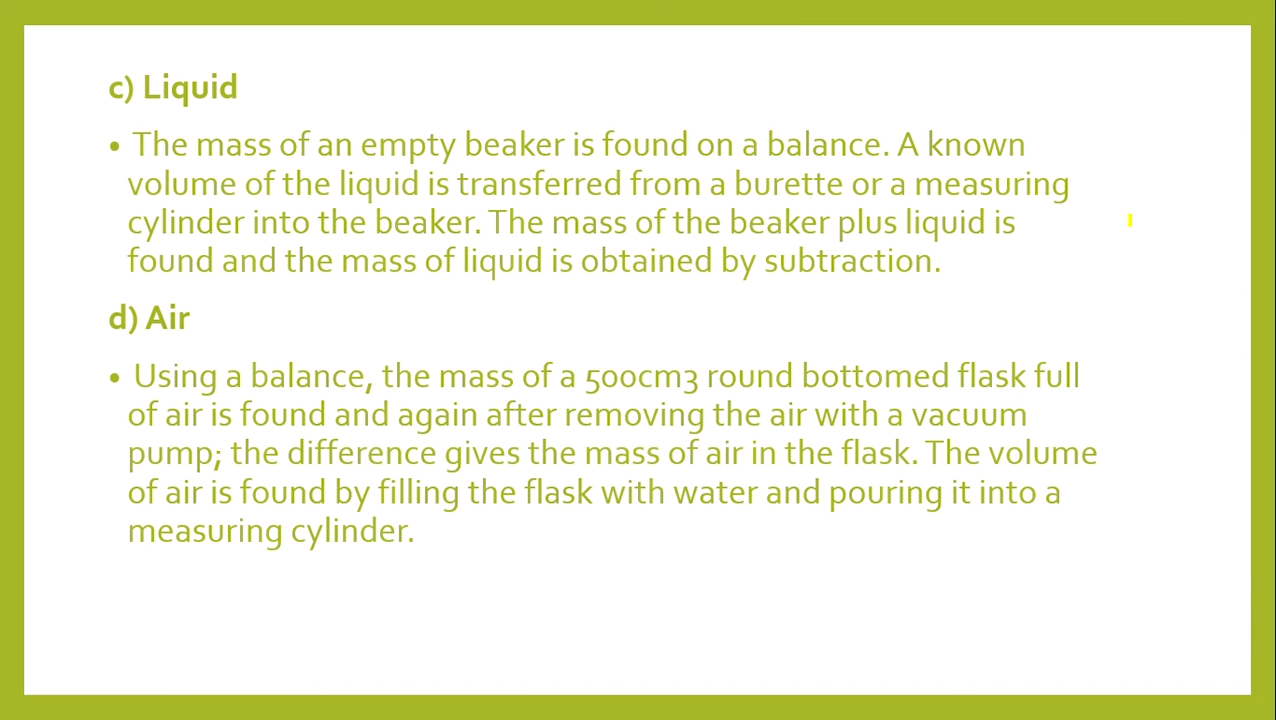 c) Liquid
• The mass of an empty beaker is found on a balance. A known
volume of the liquid is transferred from a burette or a measuring
cylinder into the beaker. The mass of the beaker plus liquid is
found and the mass of liquid is obtained by subtraction.
d) Air
• Using a balance, the mass of a 500cm3 round bottomed flask full
of air is found and again after removing the air with a vacuum
pump; the difference gives the mass of air in the flask. The volume
of air is found by filling the flask with water and pouring it into a
measuring cylinder.